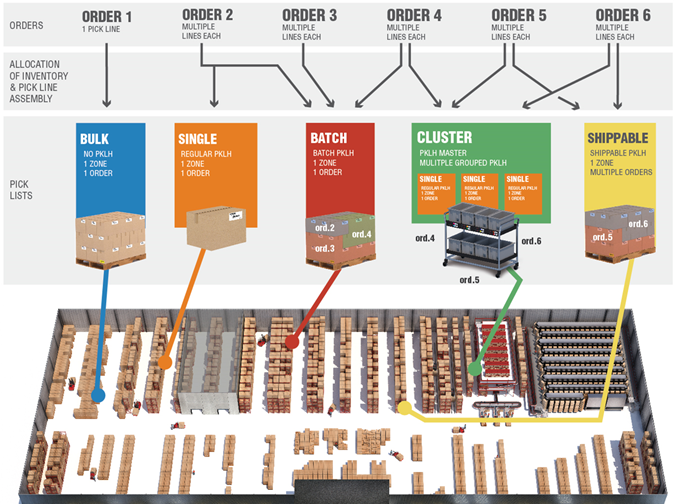 ORDERS
ORDER 1
1 PICK LINE
ORDER 2
MULTIPLE
LINES EACH
ORDER 3
MULTIPLE
LINES EACH
ORDER 4
MULTIPLE
LINES EACH
ORDER 5
MULTIPLE
LINES EACH
ORDER 6
MULTIPLE
LINES EACH
ALLOCATION
OF INVENTORY
& PICK LINE
ASSEMBLY
PICK
LISTS
BULK
NO PKLH
1 ZONE
1 ORDER
SINGLE
REGULAR PKLH
1 ZONE
1 ORDER
BATCH
BATCH PKLH
1 ZONE
1 ORDER
ord.2
ord.4
ord.3
CLUSTER
PKLH MASTER
MULITPLE GROUPED PKLH
SINGLE
REGULAR PKLH
1 ZONE
1 ORDER
SINGLE
REGULAR PKLH
1 ZONE
1 ORDER
SINGLE
REGULAR PKLH
1 ZONE
1 ORDER
ord.4
ord.6
ord.5
SHIPPABLE
SHIPPABLE PKLH
1 ZONE
MULTIPLE ORDERS
ord.6
ord.5